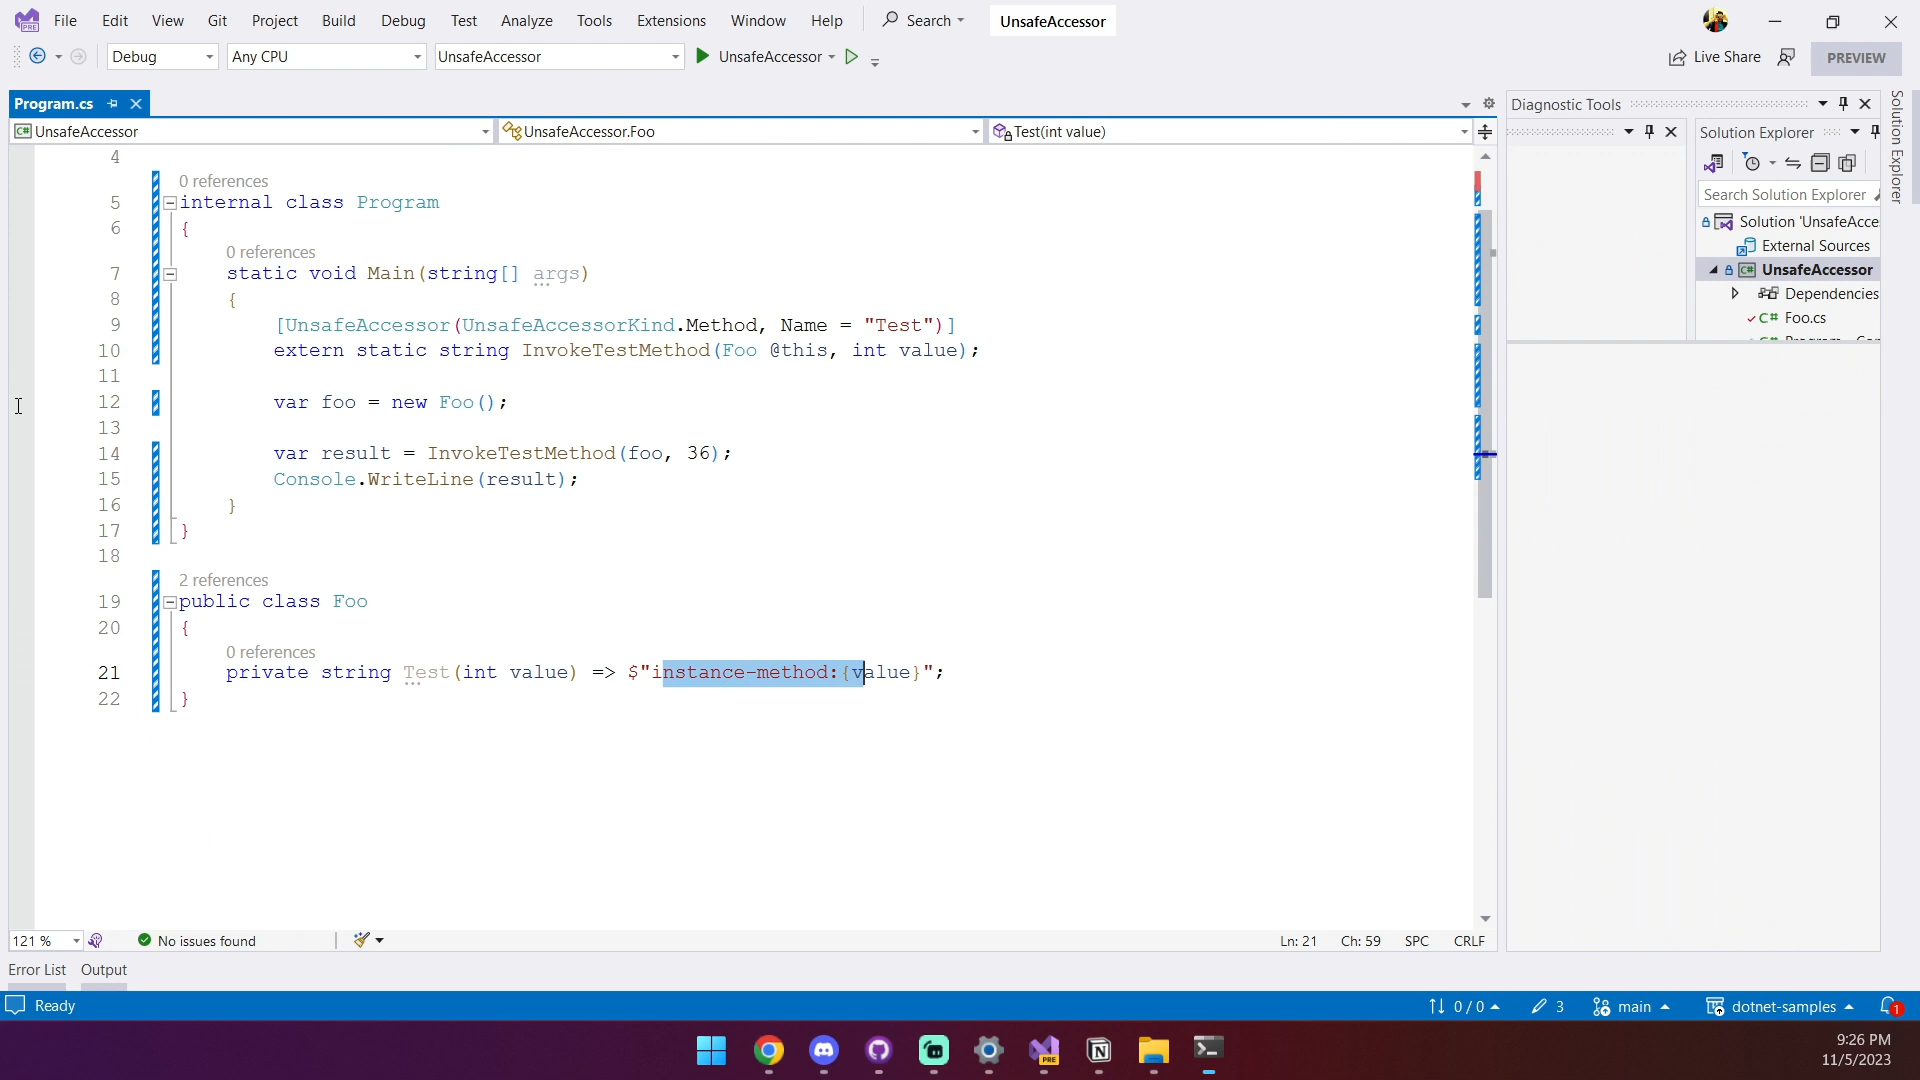 File Edit View Git Project Build Debug Test Analyze Tools Extensions Window Help Search UnsafeAccessor
Debug Any CPU UnsafeAccessor UnsafeAccessor Live Share PREVIEW
Program.cs Diagnostic Tools
UnsafeAccessor UnsafeAccessor.Foo Test(int value) Solution Explorer
Solution Explorer
Search Solution Explorer
Solution 'UnsafeAcce
External Sources
UnsafeAccessor
Dependencies
Foo.cs
4
0 references
5 internal class Program
6 {
0 references
7 static void Main(string[] args)
8 {
9 [UnsafeAccessor(UnsafeAccessorKind.Method, Name = "Test")]
10 extern static string InvokeTestMethod(Foo @this, int value);
11
12 var foo = new Foo();
13
14 var result = InvokeTestMethod(foo, 36);
15 Console.WriteLine(result);
16 }
17 }
18
2 references
19 public class Foo
20 {
0 references
21 private string Test(int value) => $"instance-method:{value}";
22 }
121 % No issues found Ln: 21 Ch: 59 SPC CRLF
Error List Output
Ready 0 / 0 3 main dotnet-samples 1
PRE
9:26 PM
11/5/2023